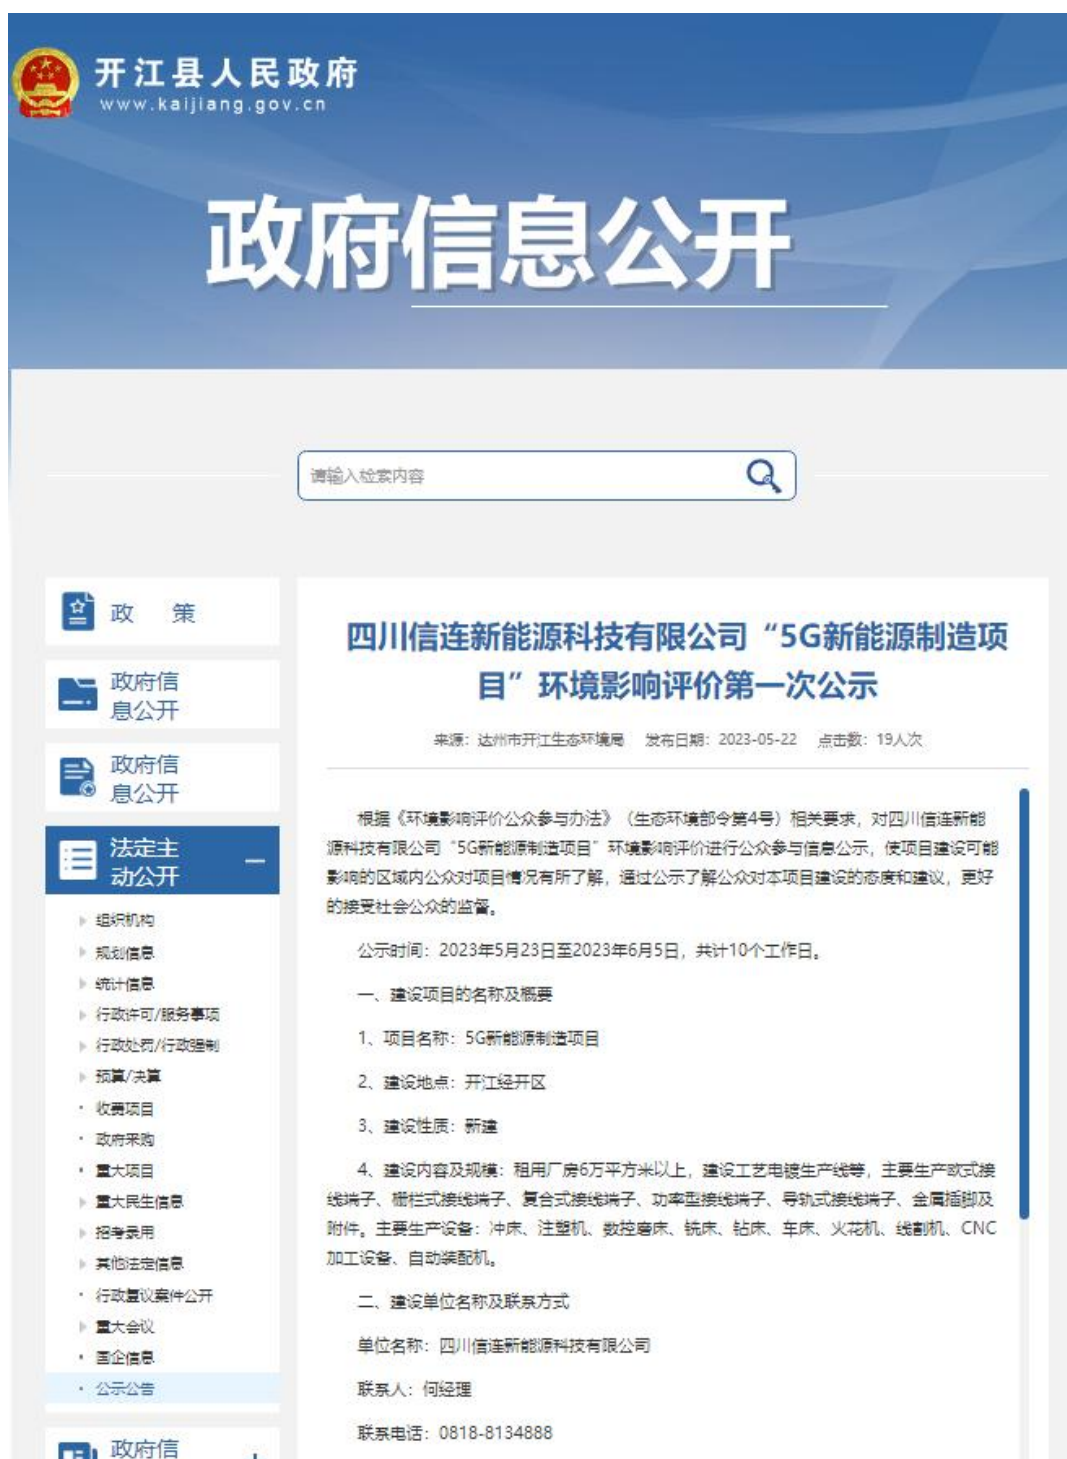 开江县人民政府
www.kaijiang.gov.cn
政府信息公开
请输入检索内容
政 策
政府信
息公开
政府信
息公开
法定主
动公开
组织机构
规划信息
统计信息
行政许可/服务事项
行政处罚/行政强制
预算/决算
收费项目
政府采购
重大项目
重大民生信息
招考录用
其他法定信息
行政复议案件公开
重大会议
国企信息
公示公告
政府信
四川信连新能源科技有限公司“5G新能源制造项
目”环境影响评价第一次公示
来源：达州市开江生态环境局 发布日期：2023-05-22 点击数：19人次
根据《环境影响评价公众参与办法》（生态环境部令第4号）相关要求，对四川信连新能
源科技有限公司“5G新能源制造项目”环境影响评价进行公众参与信息公示，使项目建设可能
影响的区域内公众对项目情况有所了解，通过公示了解公众对本项目建设的态度和建议，更好
的接受社会公众的监督。
公示时间：2023年5月23日至2023年6月5日，共计10个工作日。
一、建设项目的名称及概要
1、项目名称：5G新能源制造项目
2、建设地点：开江经开区
3、建设性质：新建
4、建设内容及规模：租用厂房6万平方米以上，建设工艺电镀生产线等，主要生产欧式接
线端子、栅栏式接线端子、复合式接线端子、功率型接线端子、导轨式接线端子、金属插脚及
附件。主要生产设备：冲床、注塑机、数控磨床、铣床、钻床、车床、火花机、线割机、CNC
加工设备、自动装配机。
二、建设单位名称及联系方式
单位名称：四川信连新能源科技有限公司
联系人：何经理
联系电话：0818-8134888